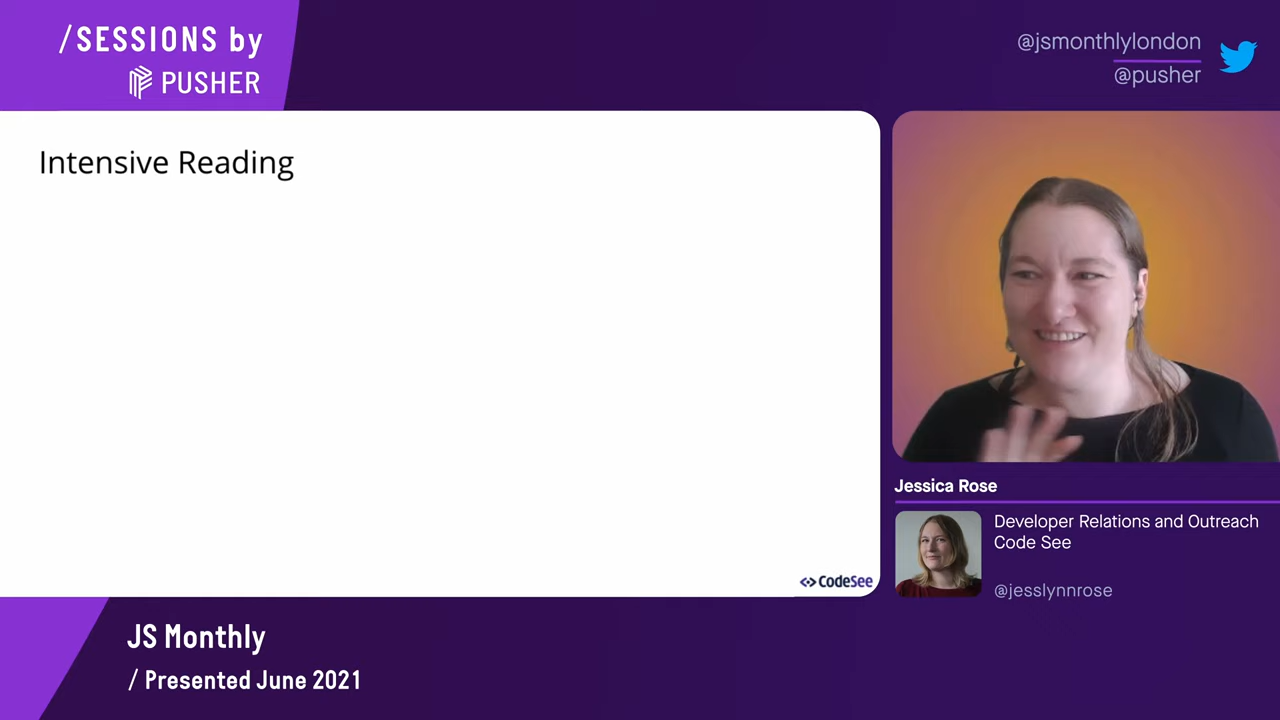 /SESSIONS by
PUSHER
@jsmonthlylondon
@pusher
Intensive Reading
CodeSee
Jessica Rose
Developer Relations and Outreach
Code See
@jesslynnrose
JS Monthly
/ Presented June 2021